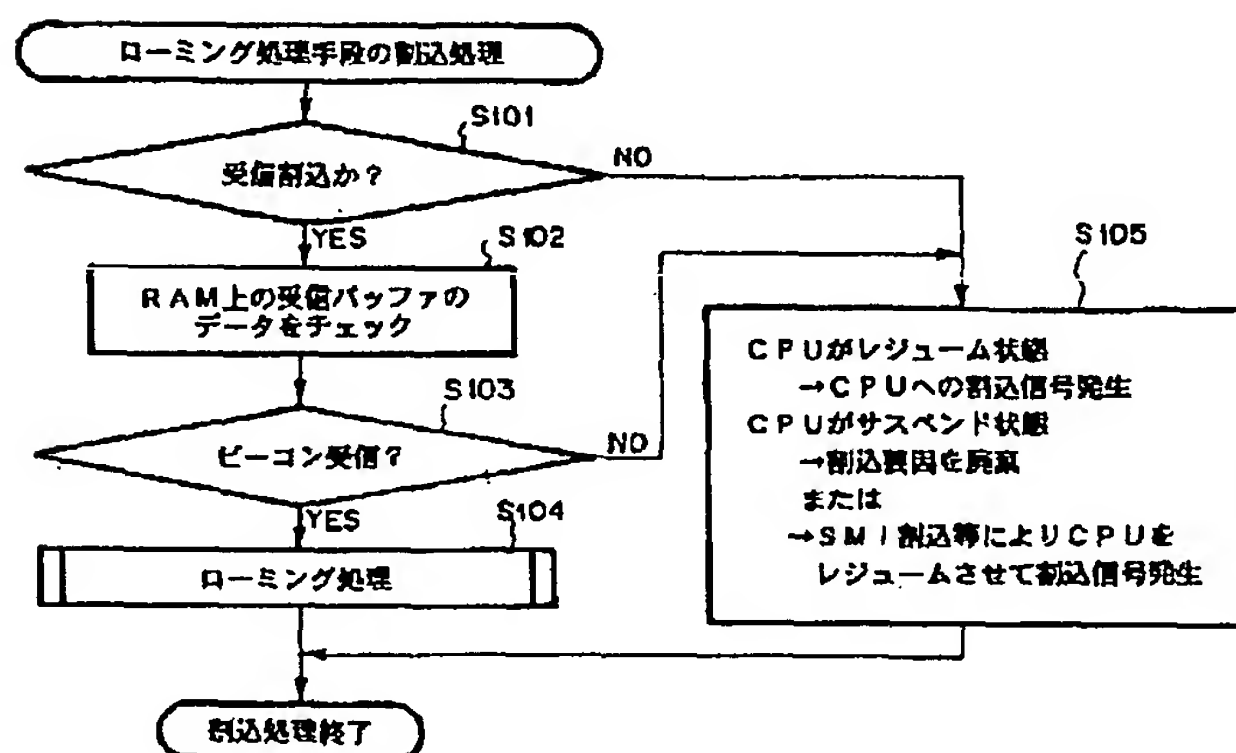 ローミング処理手段の割込処理
S101
受信割込か?
NO
YES
S102
RAM上の受信バッファの
データをチェック
S103
ビーコン受信?
NO
YES
S104
ローミング処理
S105
CPUがレジューム状態
→CPUへの割込信号発生
CPUがサスペンド状態
→割込要因を廃棄
または
→SMI割込等によりCPUを
レジュームさせて割込信号発生
割込処理終了